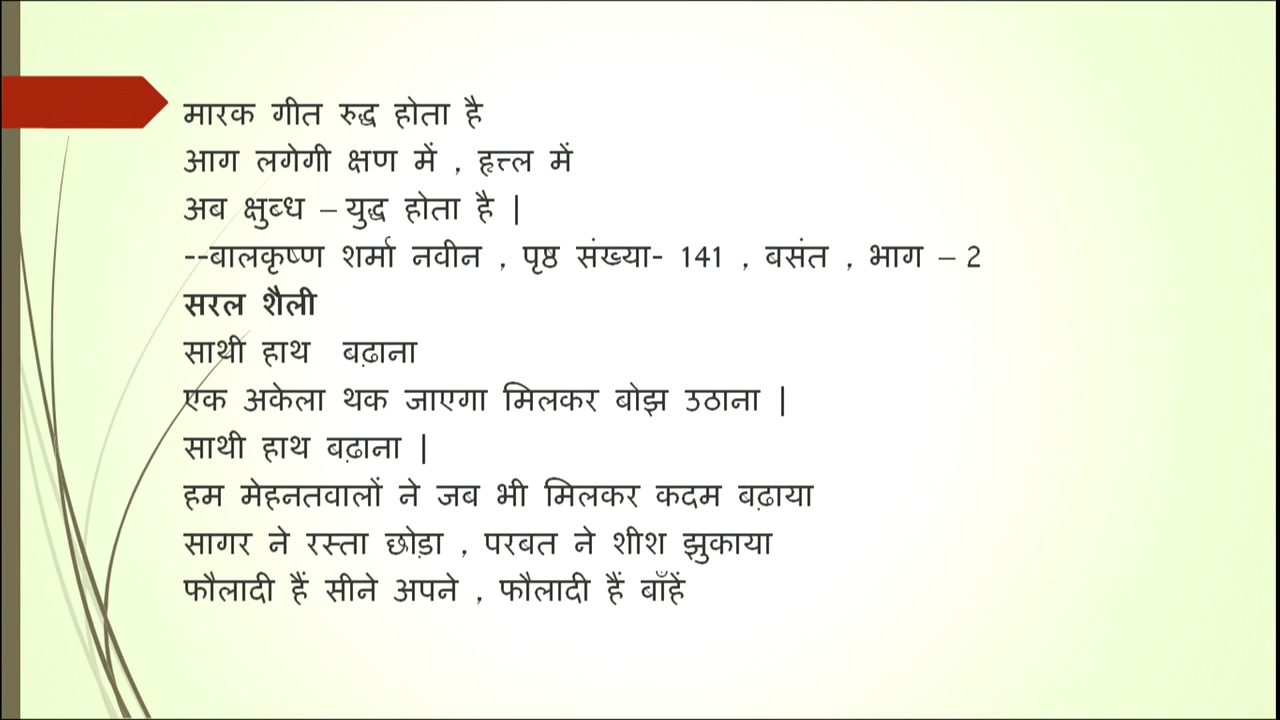 मारक गीत रुद्ध होता है
आग लगेगी क्षण में , हृत्तल में
अब क्षुब्ध – युद्ध होता है |
--बालकृष्ण शर्मा नवीन , पृष्ठ संख्या- 141 , बसंत , भाग – 2
सरल शैली
साथी हाथ बढ़ाना
एक अकेला थक जाएगा मिलकर बोझ उठाना |
साथी हाथ बढ़ाना |
हम मेहनतवालों ने जब भी मिलकर कदम बढ़ाया
सागर ने रस्ता छोड़ा , परबत ने शीश झुकाया
फौलादी हैं सीने अपने , फौलादी हैं बाँहें